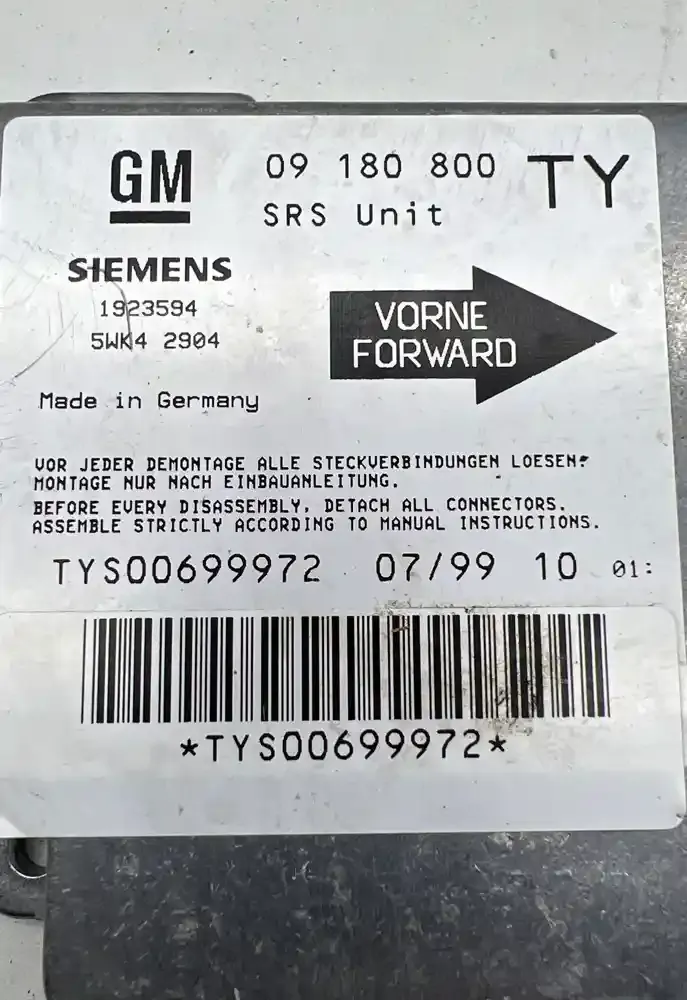 GM
09 180 800 TY
SRS Unit
SIEMENS
1923594
5WK4 2904
VORNE
FORWARD
Made in Germany
VOR JEDER DEMONTAGE ALLE STECKVERBINDUNGEN LOESEN.
MONTAGE NUR NACH EINBAUANLEITUNG.
BEFORE EVERY DISASSEMBLY, DETACH ALL CONNECTORS.
ASSEMBLE STRICTLY ACCORDING TO MANUAL INSTRUCTIONS.
TYS00699972 07/99 10 01:
*TYS00699972*